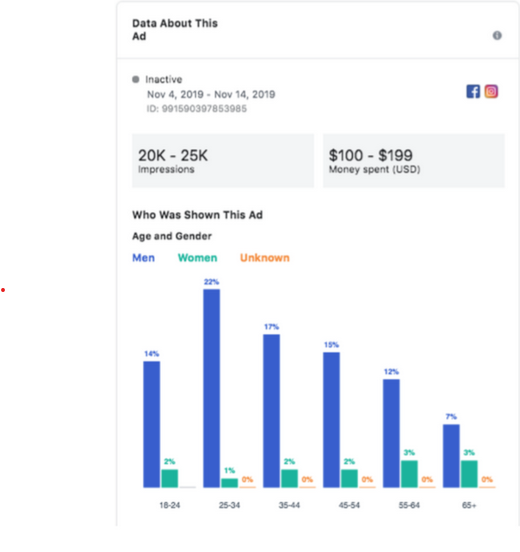 Data About This
Ad
Inactive
Nov 4, 2019 - Nov 14, 2019
ID: 991590397853985
20K - 25K
Impressions
$100 - $199
Money spent (USD)
Who Was Shown This Ad
Age and Gender
Men Women Unknown
14% 2%
22% 1% 0%
17% 2% 0%
15% 2% 0%
12% 3% 0%
7% 3% 0%
18-24 25-34 35-44 45-54 55-64 65+